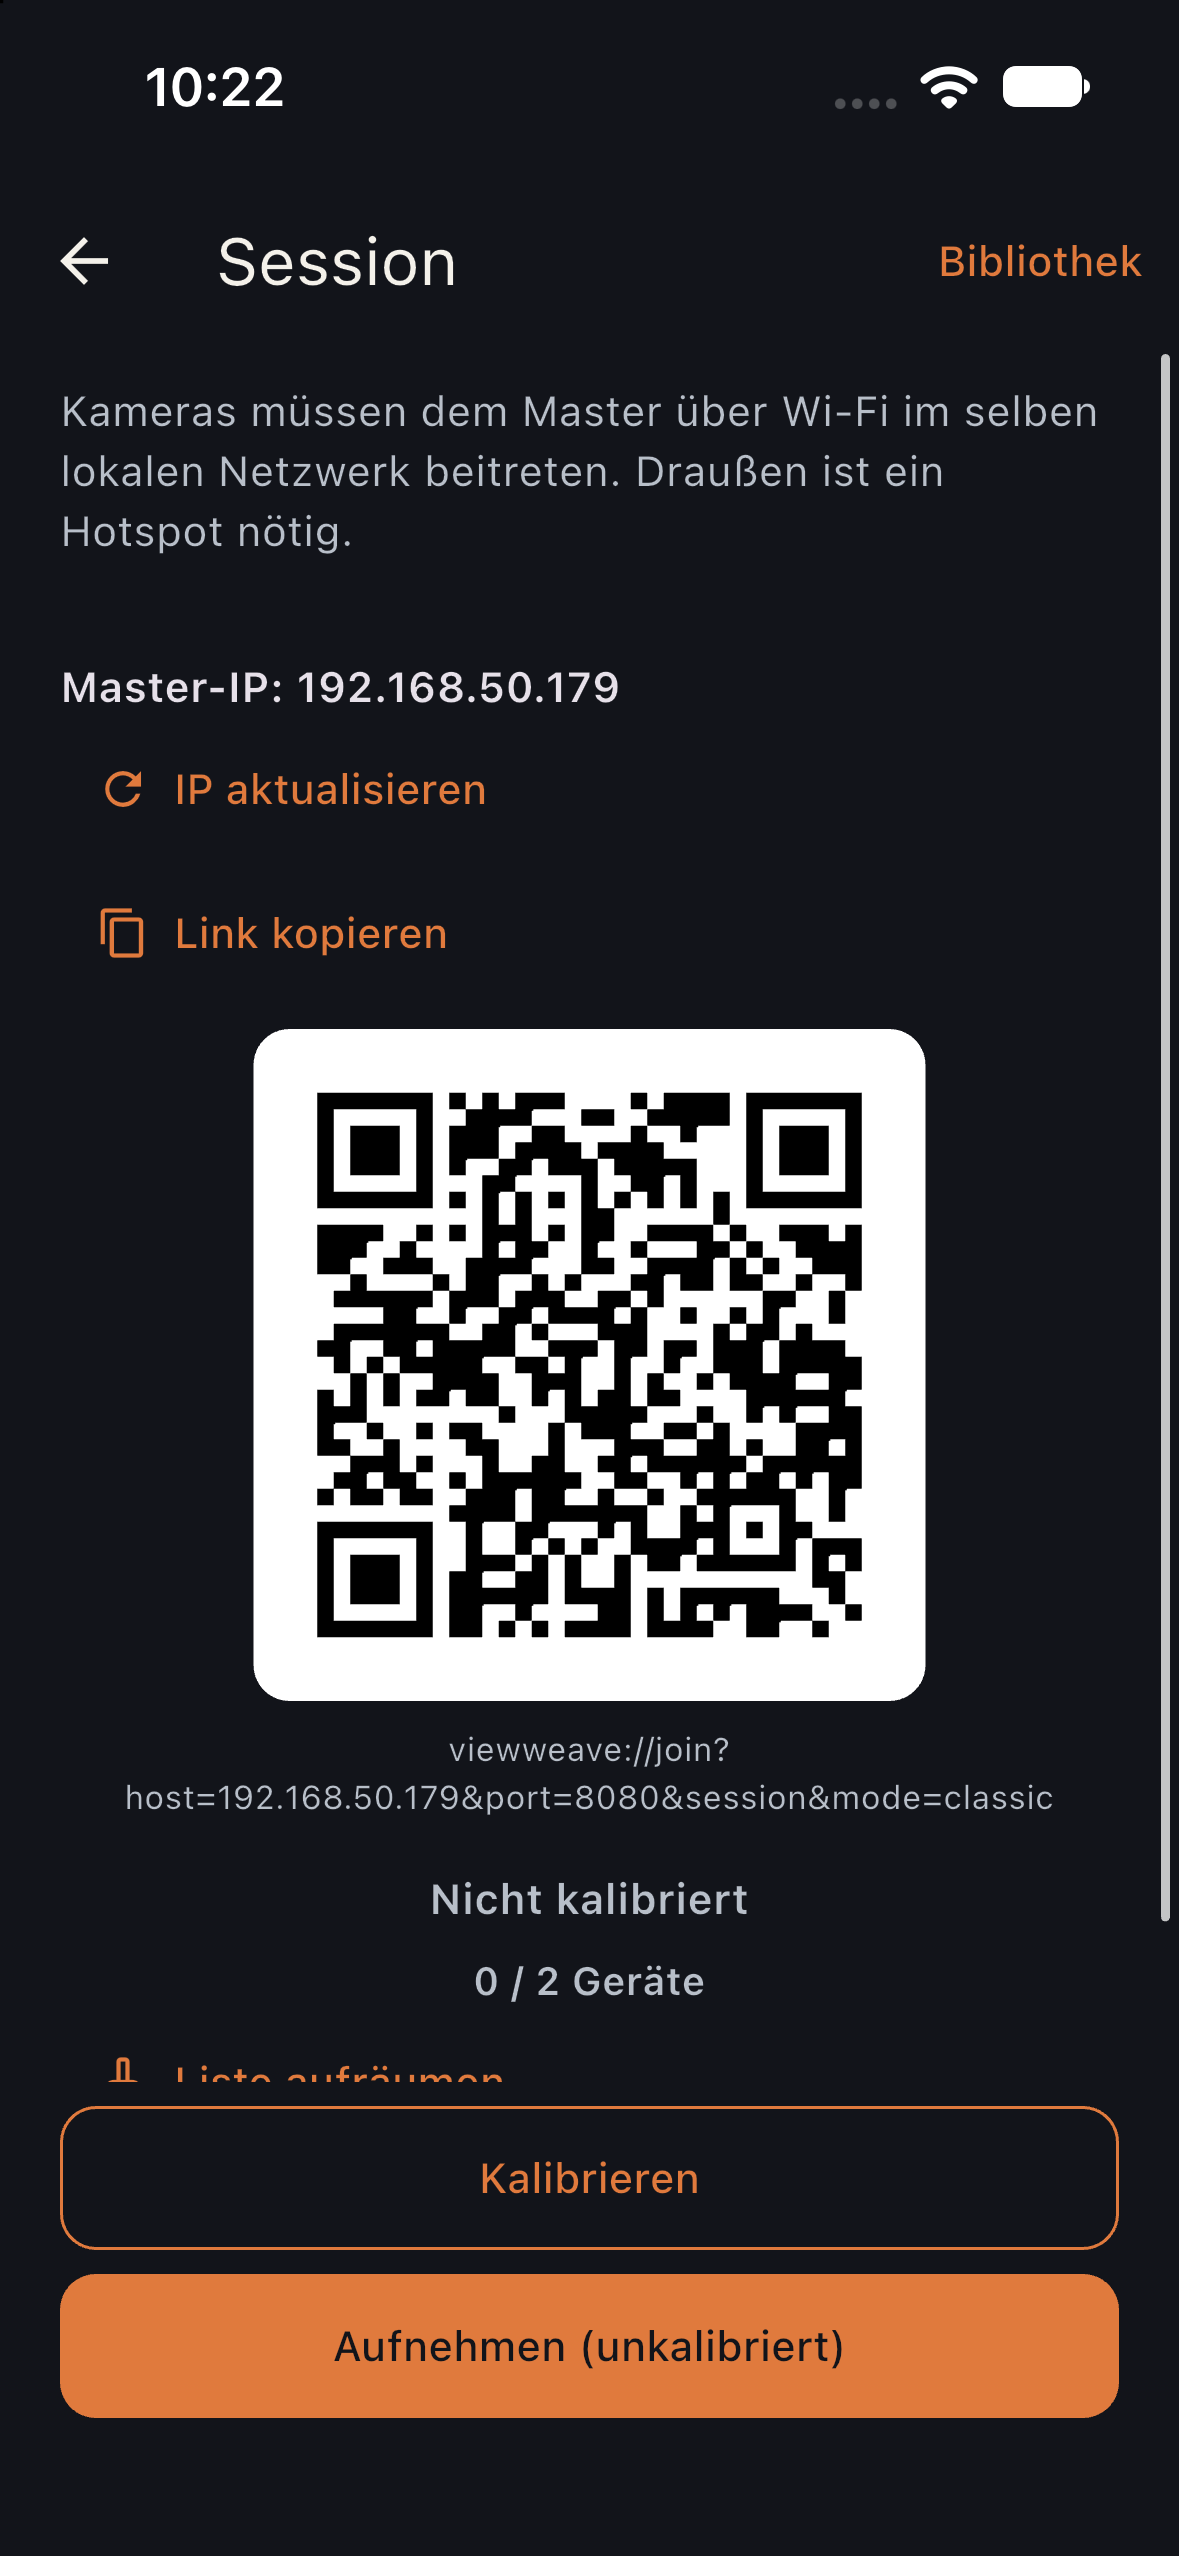 10:22
Session
Bibliothek
Kameras müssen dem Master über Wi-Fi im selben
lokalen Netzwerk beitreten. Draußen ist ein
Hotspot nötig.
Master-IP: 192.168.50.179
IP aktualisieren
Link kopieren
viewweave://join?
host=192.168.50.179&port=8080&session&mode=classic
Nicht kalibriert
0 / 2 Geräte
Liste aufräumen
Kalibrieren
Aufnehmen (unkalibriert)